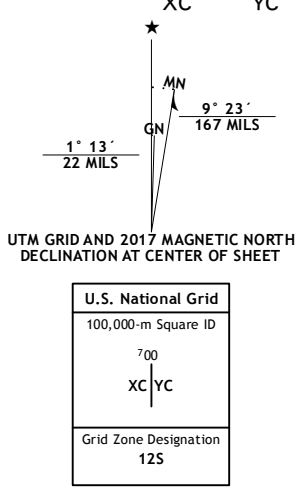 XC YC
★
MN
GN
9° 23´
167 MILS
1° 13´
22 MILS
UTM GRID AND 2017 MAGNETIC NORTH
DECLINATION AT CENTER OF SHEET
U.S. National Grid
100,000-m Square ID
⁷00
XC YC
Grid Zone Designation
12S